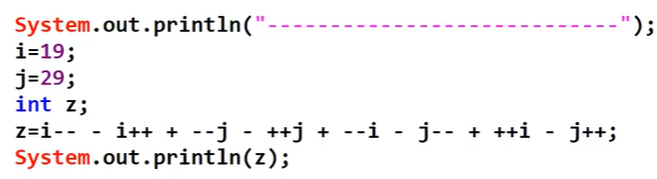 System.out.println("----------------------------");
i=19;
j=29;
int z;
z=i-- - i++ + --j - ++j + --i - j-- + ++i - j++;
System.out.println(z);